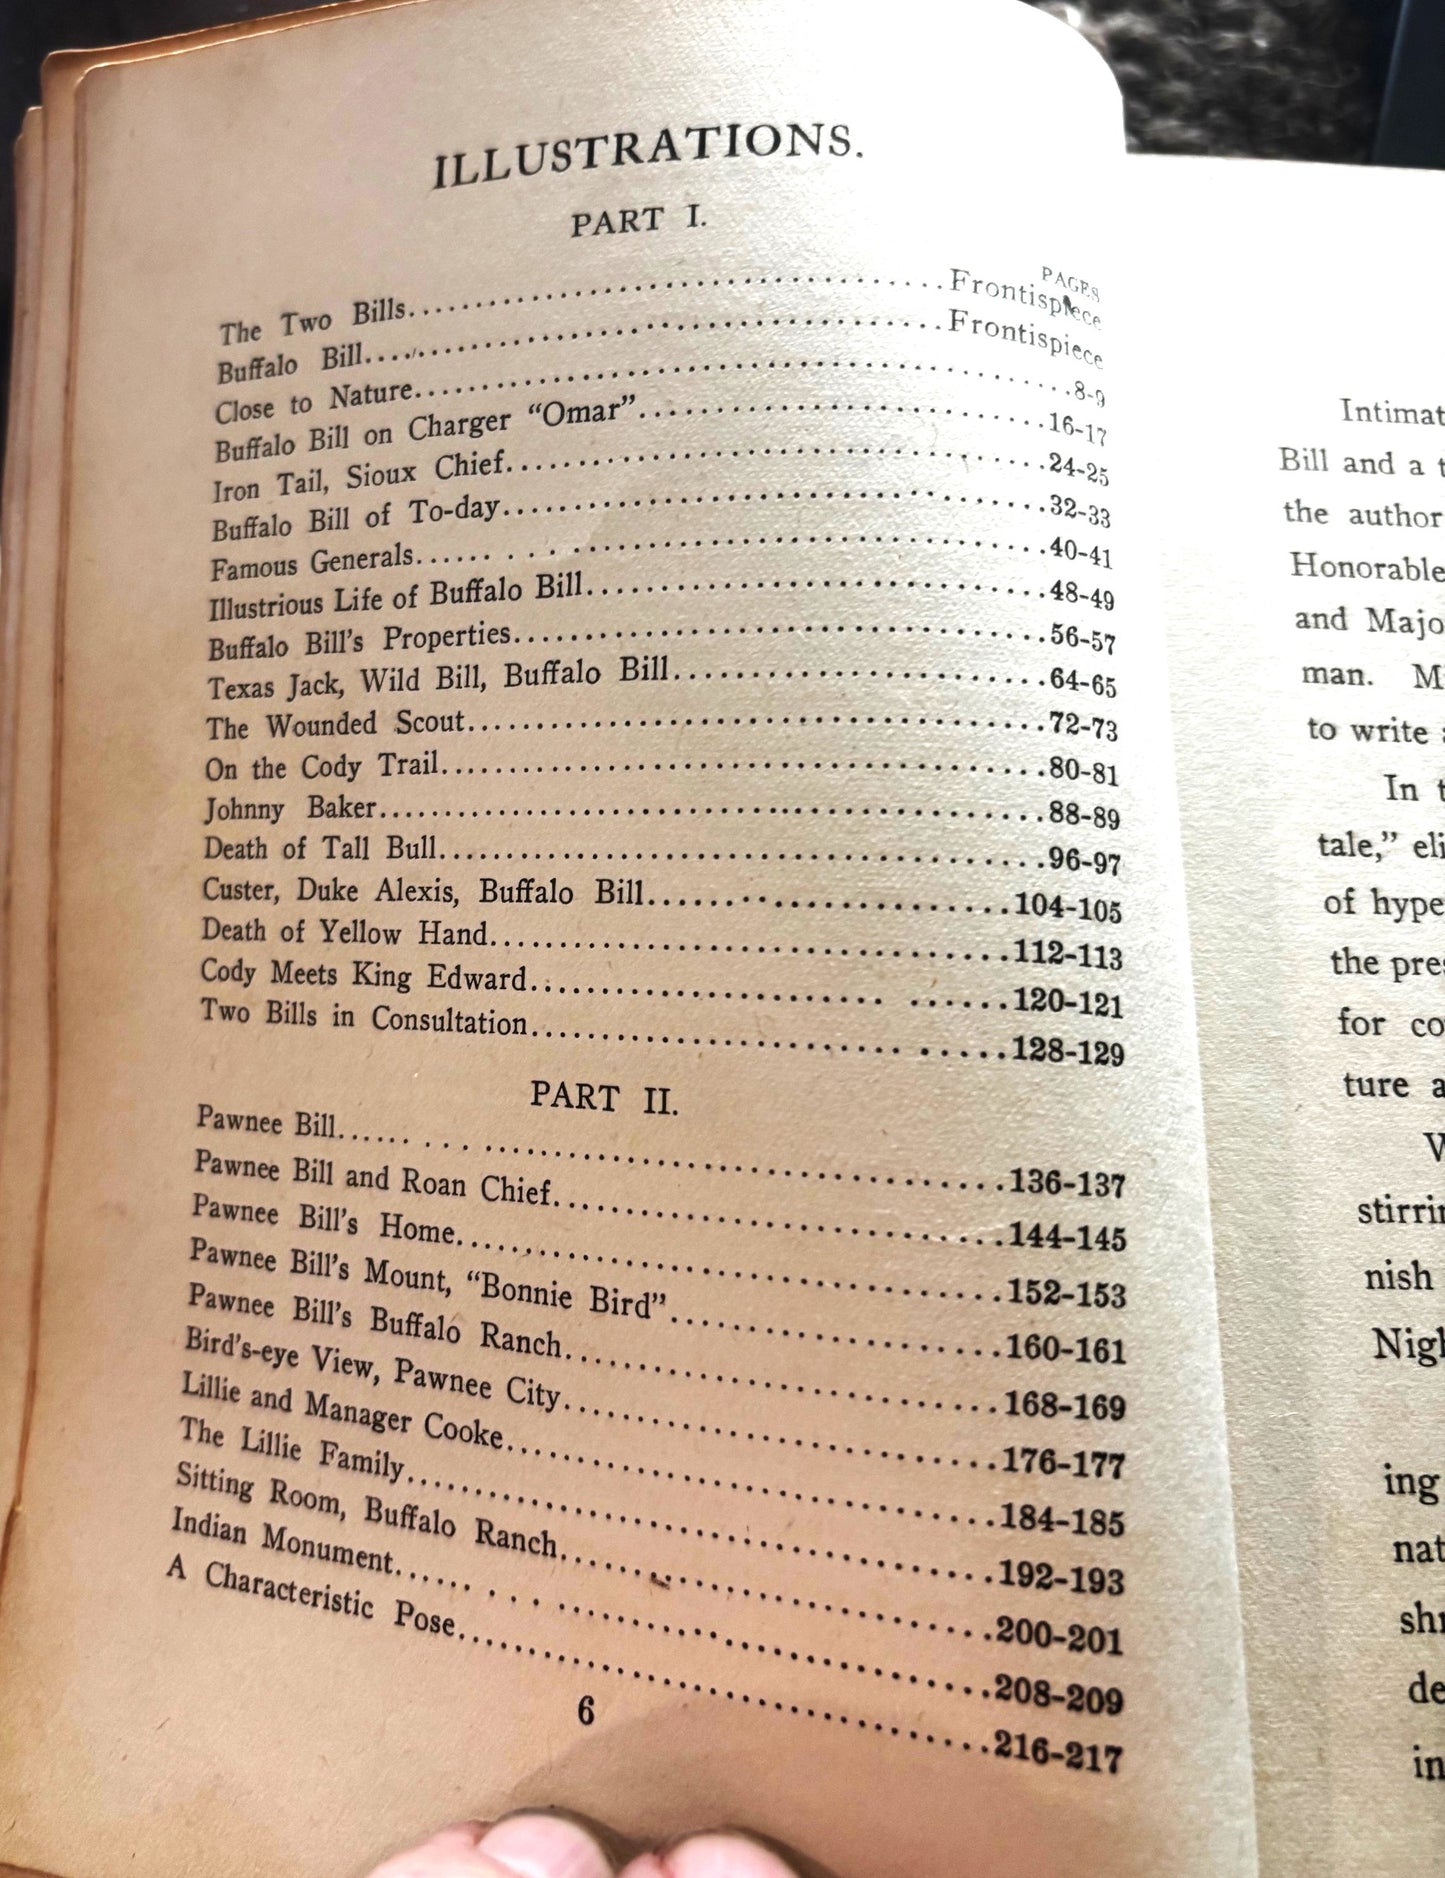 ILLUSTRATIONS.
PART I.
PAGES
The Two Bills........................................Frontispiece
Buffalo Bill........................................Frontispiece
Close to Nature........................................8-9
Buffalo Bill on Charger “Omar”........................................16-17
Iron Tail, Sioux Chief........................................24-25
Buffalo Bill of To-day........................................32-33
Famous Generals...... . . . ..............................40-41
Illustrious Life of Buffalo Bill........................................48-49
Buffalo Bill's Properties........................................56-57
Texas Jack, Wild Bill, Buffalo Bill..............................64-65
The Wounded Scout........................................72-73
On the Cody Trail........................................80-81
Johnny Baker........................................88-89
Death of Tall Bull........................................96-97
Custer, Duke Alexis, Buffalo Bill..............................104-105
Death of Yellow Hand........................................112-113
Cody Meets King Edward.............................. ......120-121
Two Bills in Consultation.............................. .....128-129
PART II.
Pawnee Bill...... . . . ..............................136-137
Pawnee Bill and Roan Chief..............................144-145
Pawnee Bill's Home........................................152-153
Pawnee Bill's Mount, “Bonnie Bird”..............................160-161
Pawnee Bill's Buffalo Ranch..............................168-169
Bird's-eye View, Pawnee City..............................176-177
Lillie and Manager Cooke..............................184-185
The Lillie Family........................................192-193
Sitting Room, Buffalo Ranch..............................200-201
Indian Monument...... . . . ..............................208-209
A Characteristic Pose........................................216-217
6
Intimat
Bill and a t
the author
Honorable
and Majo
man. M
to write
In t
tale,” eli
of hype
the pres
for co
ture a
stirrin
nish
Nigh
ing
nat
shr
de
in